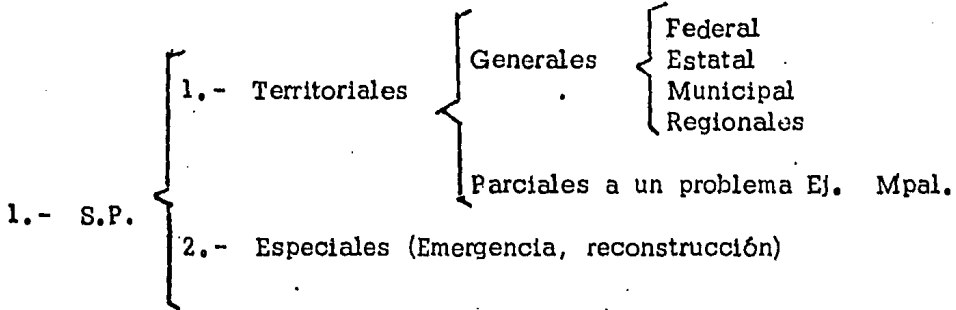 Federal
Generales Estatal
1.- Territoriales Municipal
Regionales
Parciales a un problema Ej. Mpal.
1.- S.P.
2.- Especiales (Emergencia, reconstrucción)